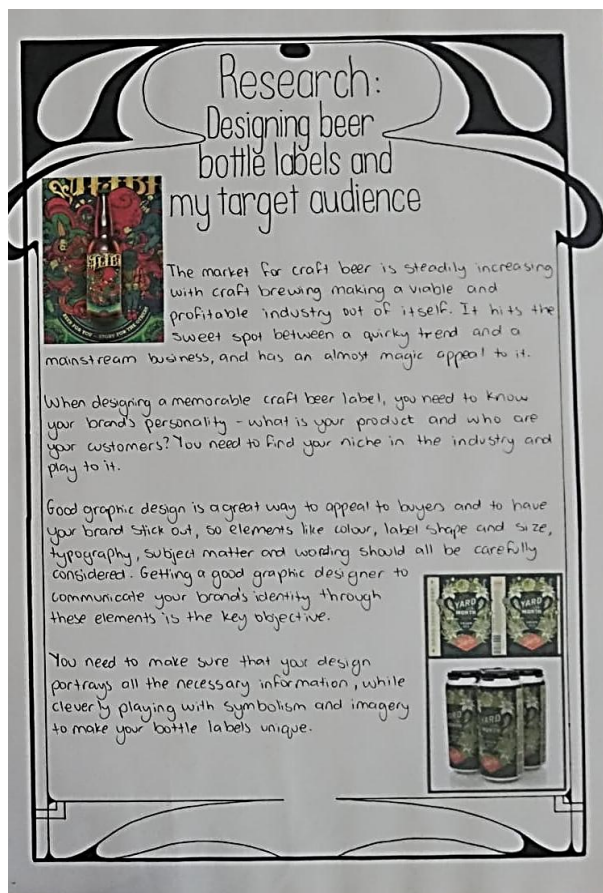 Research:
Designing beer
bottle labels and
my target audience
The market for craft beer is steadily increasing
with craft brewing making a viable and
profitable industry out of itself. It hits the
sweet spot between a quirky trend and a
mainstream business, and has an almost magic appeal to it.
When designing a memorable craft beer label, you need to know
your brand's personality - what is your product and who are
your customers? You need to find your niche in the industry and
play to it.
Good graphic design is a great way to appeal to buyers and to have
your brand stick out, so elements like colour, label shape and size,
typography, subject matter and wording should all be carefully
considered. Getting a good graphic designer to
communicate your brand's identity through
these elements is the key objective.
You need to make sure that your design
portrays all the necessary information, while
cleverly playing with symbolism and imagery
to make your bottle labels unique.
YARD
NORTH
YARD
NORTH
YARD